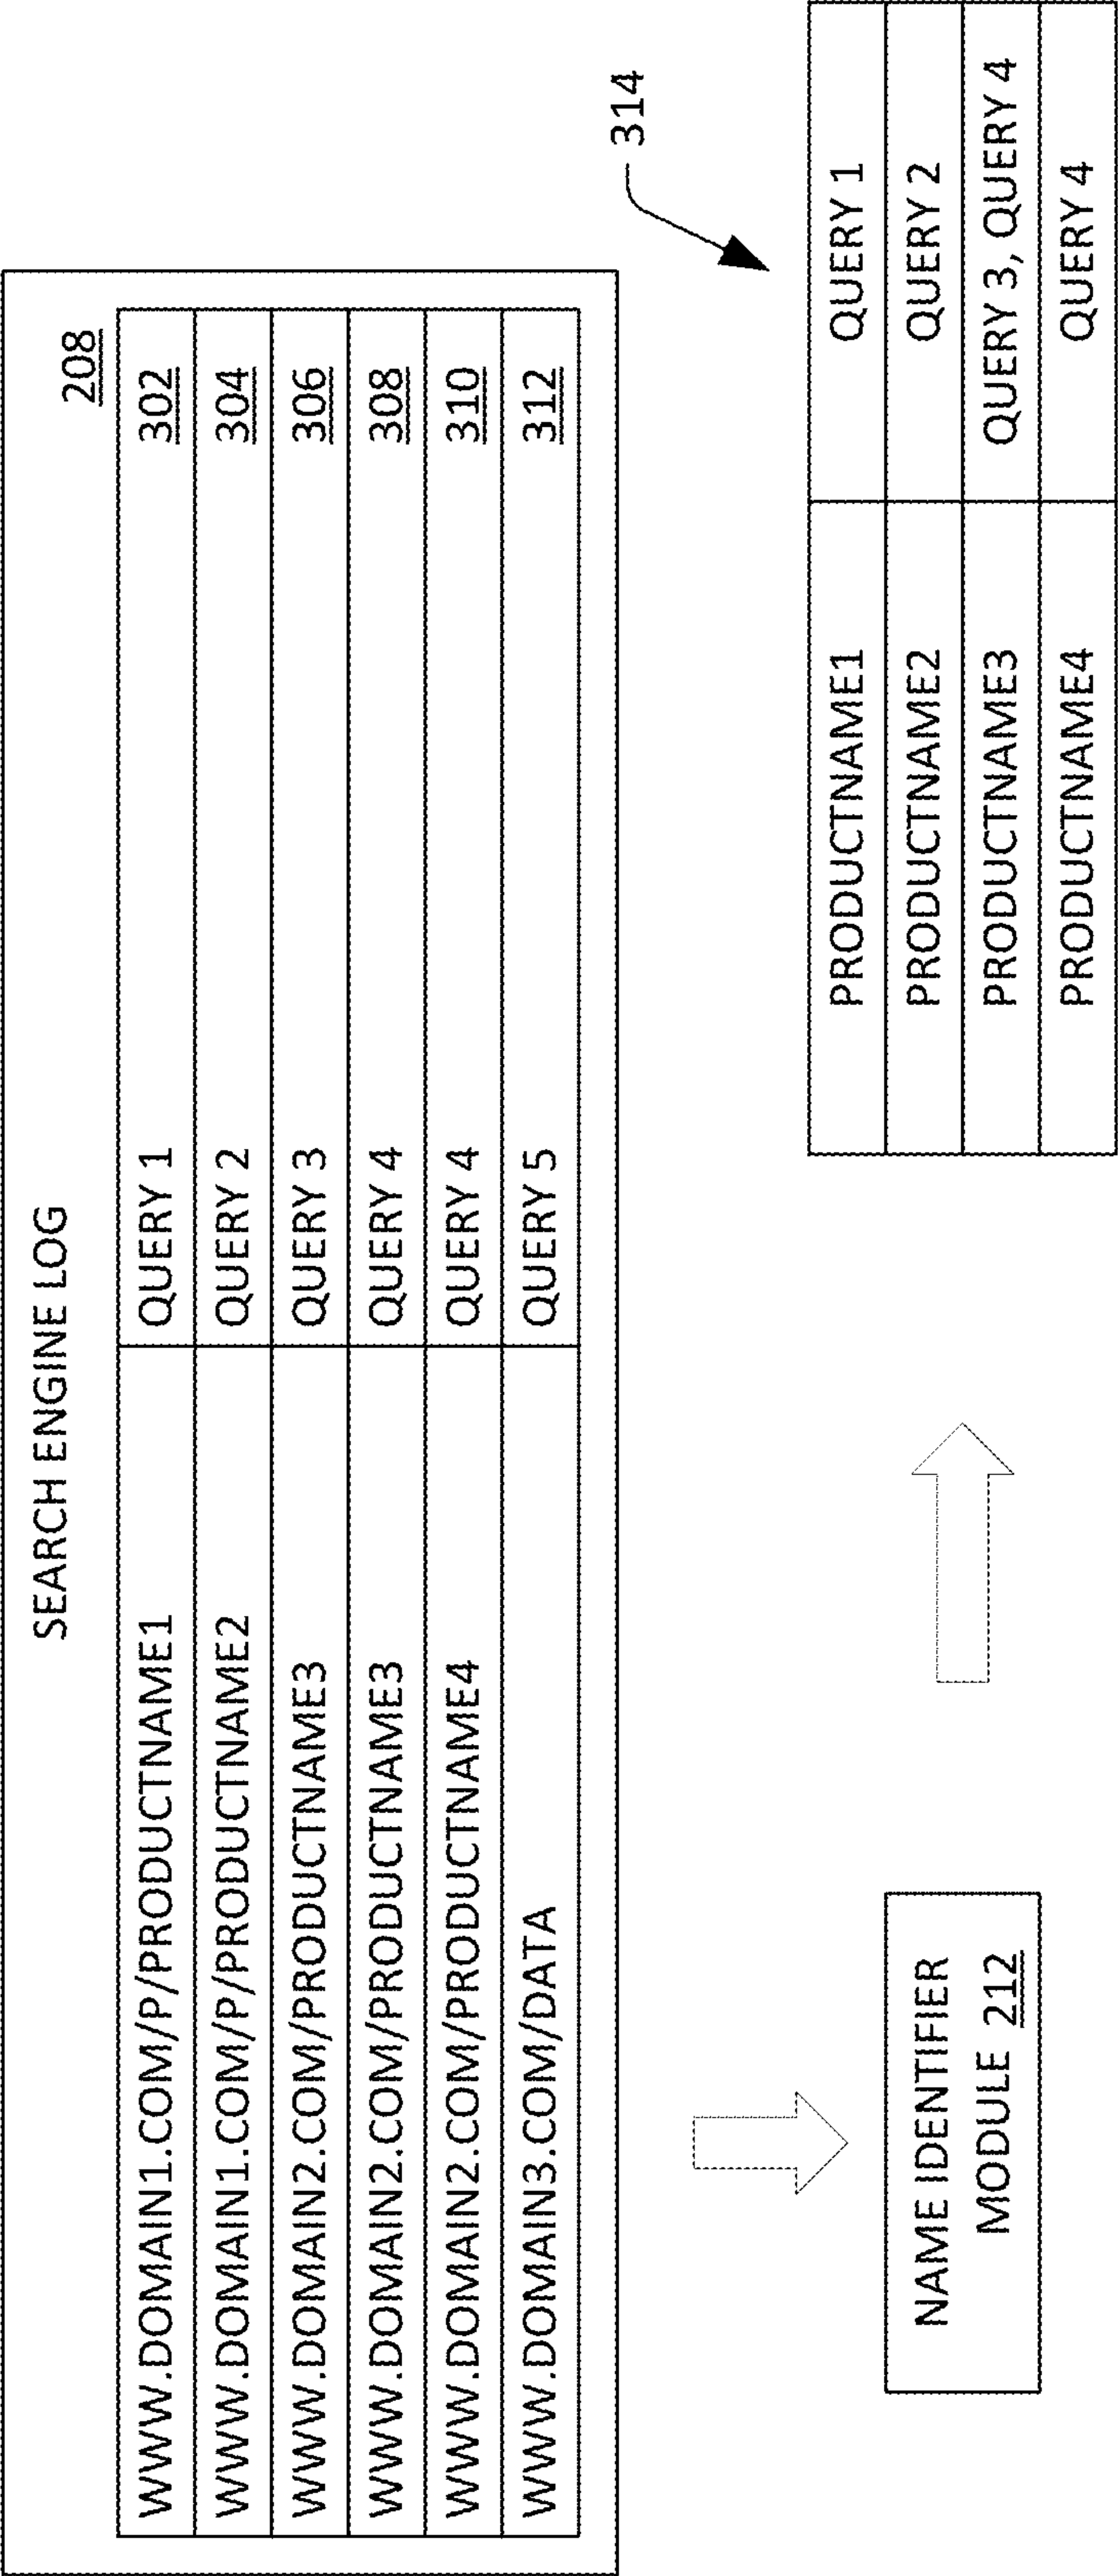 SEARCH ENGINE LOG
208
WWW.DOMAIN1.COM/P/PRODUCTNAME1 QUERY 1 302
WWW.DOMAIN1.COM/P/PRODUCTNAME2 QUERY 2 304
WWW.DOMAIN2.COM/PRODUCTNAME3 QUERY 3 306
WWW.DOMAIN2.COM/PRODUCTNAME3 QUERY 4 308
WWW.DOMAIN2.COM/PRODUCTNAME4 QUERY 4 310
WWW.DOMAIN3.COM/DATA QUERY 5 312
314
NAME IDENTIFIER
MODULE 212
PRODUCTNAME1 QUERY 1
PRODUCTNAME2 QUERY 2
PRODUCTNAME3 QUERY 3, QUERY 4
PRODUCTNAME4 QUERY 4